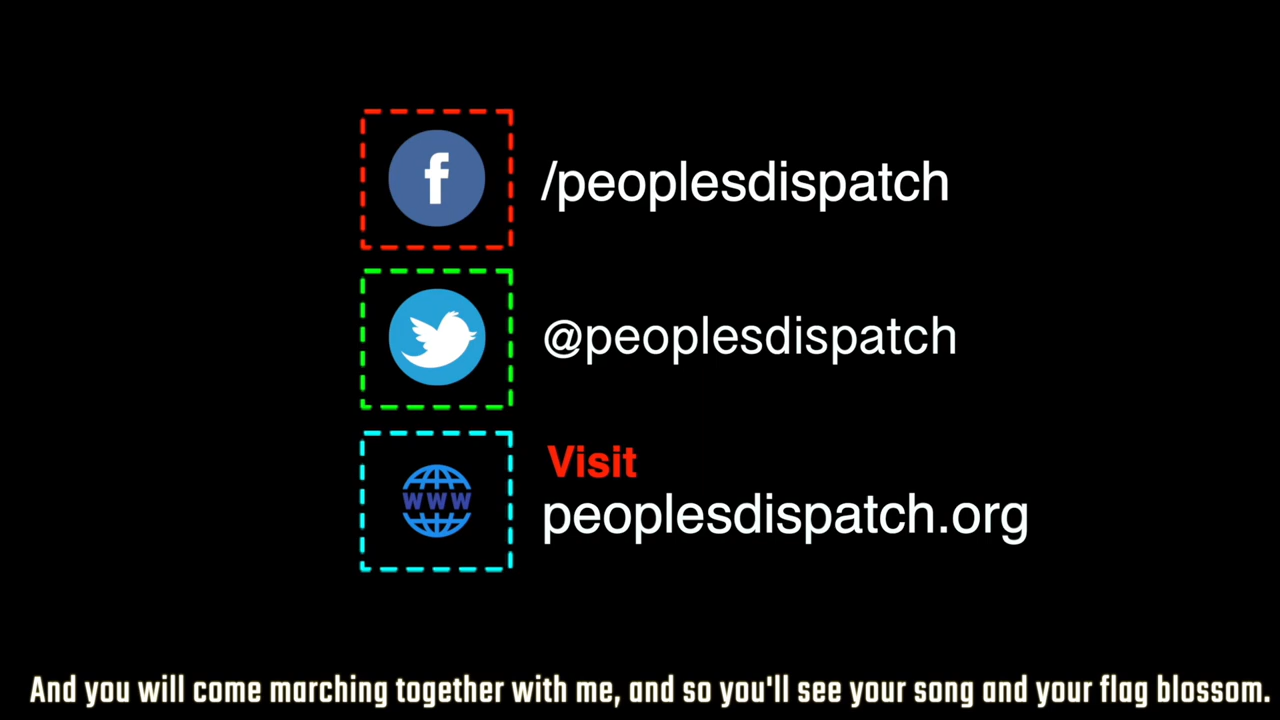 f
/peoplesdispatch
@peoplesdispatch
Visit
www
peoplesdispatch.org
And you will come marching together with me, and so you'll see your song and your flag blossom.